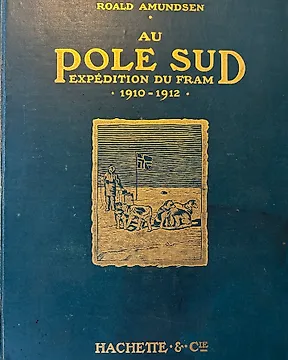 ROALD AMUNDSEN
AU
POLE SUD
EXPÉDITION DU FRAM
· 1910-1912 ·
HACHETTE · & · CIE